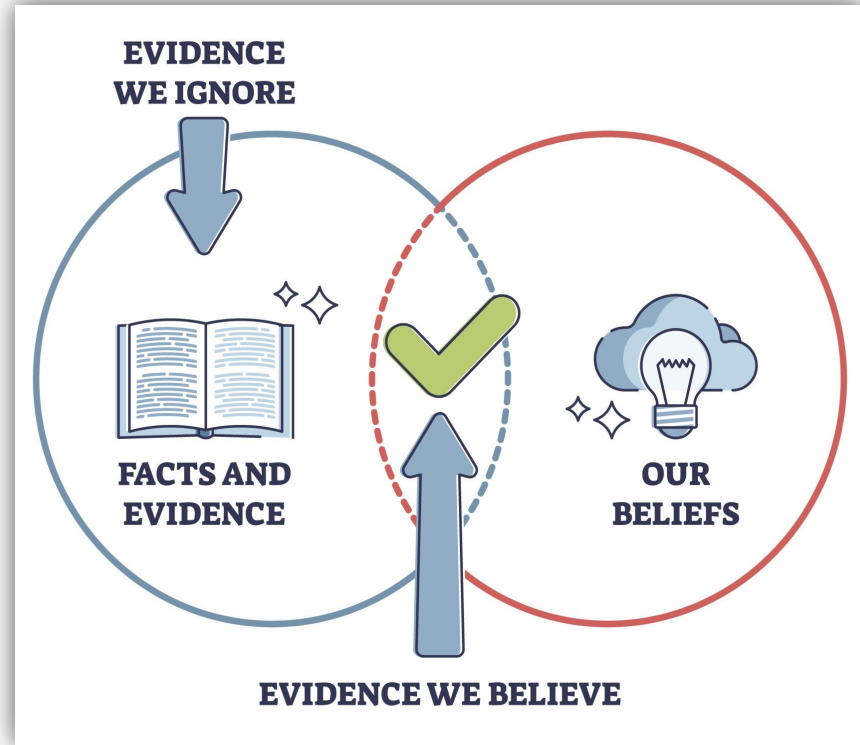 EVIDENCE
WE IGNORE
FACTS AND
EVIDENCE
OUR
BELIEFS
EVIDENCE WE BELIEVE